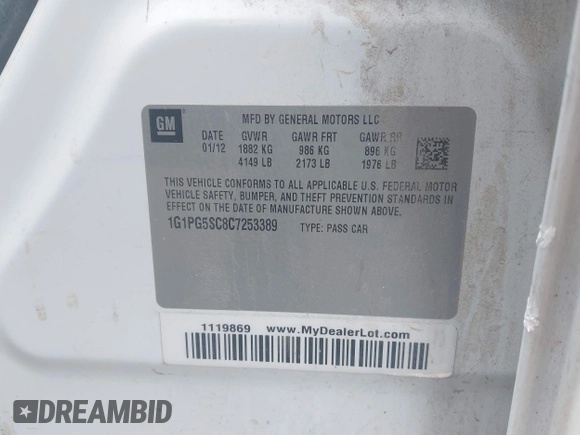 GM
MFD BY GENERAL MOTORS LLC
DATE GVWR GAWR FRT GAWR RR
01/12 1882 KG 986 KG 896 KG
4149 LB 2173 LB 1976 LB
THIS VEHICLE CONFORMS TO ALL APPLICABLE U.S. FEDERAL MOTOR
VEHICLE SAFETY, BUMPER, AND THEFT PREVENTION STANDARDS IN
EFFECT ON THE DATE OF MANUFACTURE SHOWN ABOVE.
1G1PG5SC8C7253389 TYPE: PASS CAR
1119869 www.MyDealerLot.com
DREAMBID